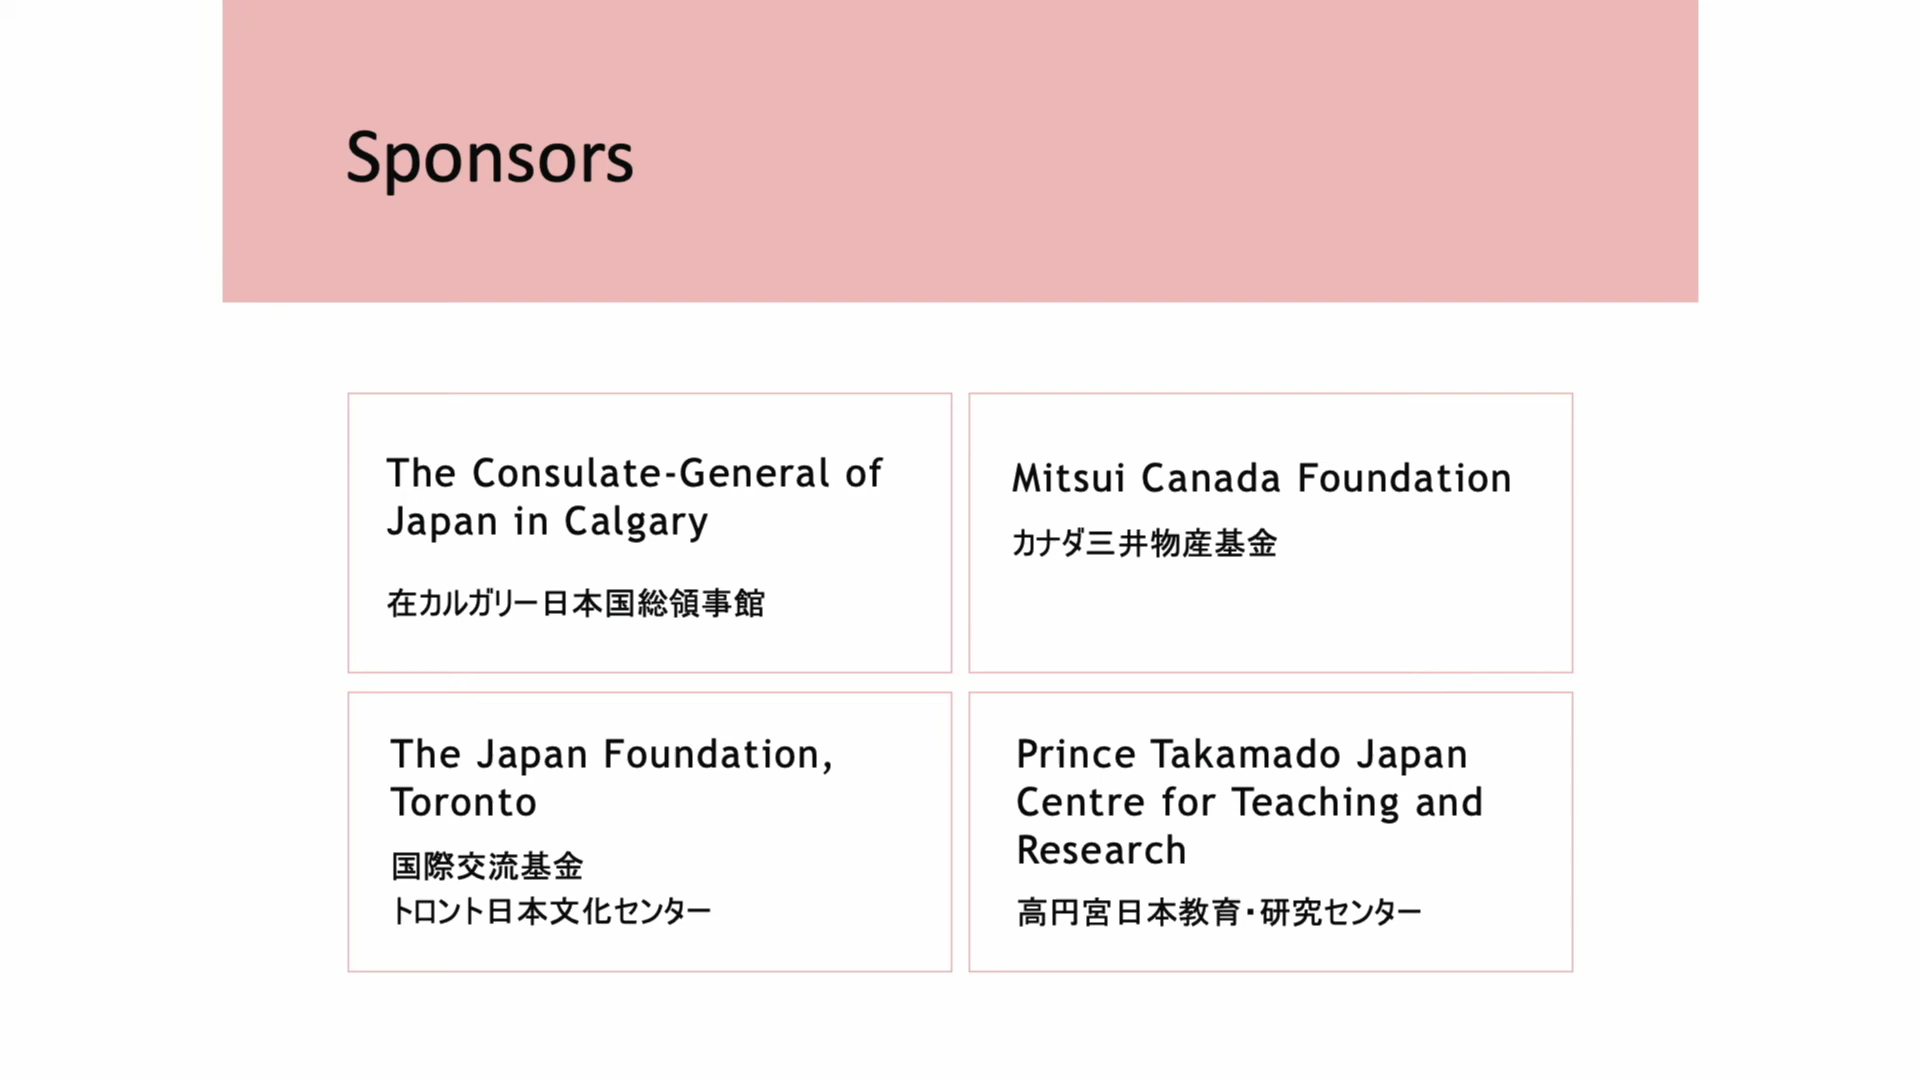 Sponsors
The Consulate-General of
Japan in Calgary
在カルガリー日本国総領事館
Mitsui Canada Foundation
カナダ三井物産基金
The Japan Foundation,
Toronto
国際交流基金
トロント日本文化センター
Prince Takamado Japan
Centre for Teaching and
Research
高円宮日本教育・研究センター